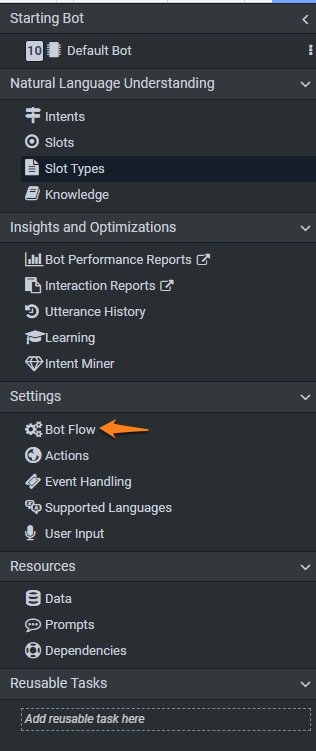 Starting Bot
10 Default Bot
Natural Language Understanding
Intents
Slots
Slot Types
Knowledge
Insights and Optimizations
Bot Performance Reports
Interaction Reports
Utterance History
Learning
Intent Miner
Settings
Bot Flow
Actions
Event Handling
Supported Languages
User Input
Resources
Data
Prompts
Dependencies
Reusable Tasks
Add reusable task here